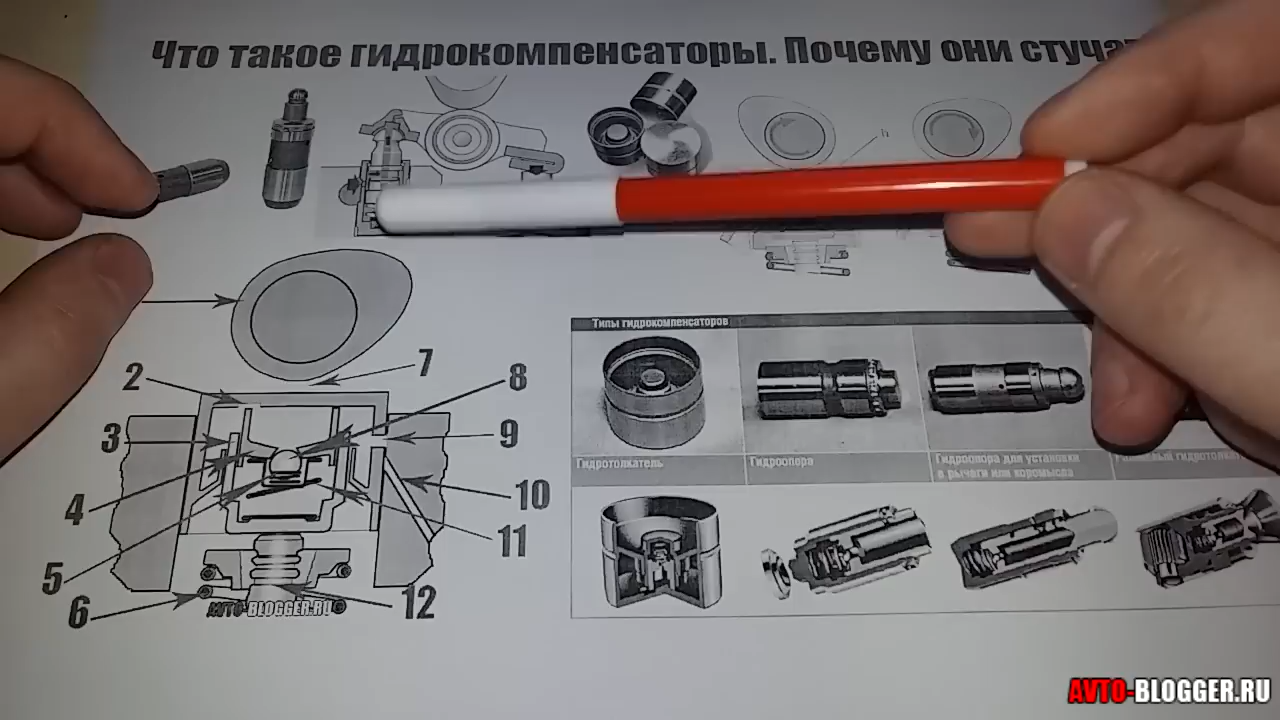 Что такое гидрокомпенсаторы. Почему они
h
Типы гидрокомпенсаторов
7
2
8
3
9
4
10
11
5
6
12
Гидротолкатель
Гидроопора
Гидроопора для установки
в рычаги или коромысла
AVTO-BLOGGER.RU
AVTO-BLOGGER.RU